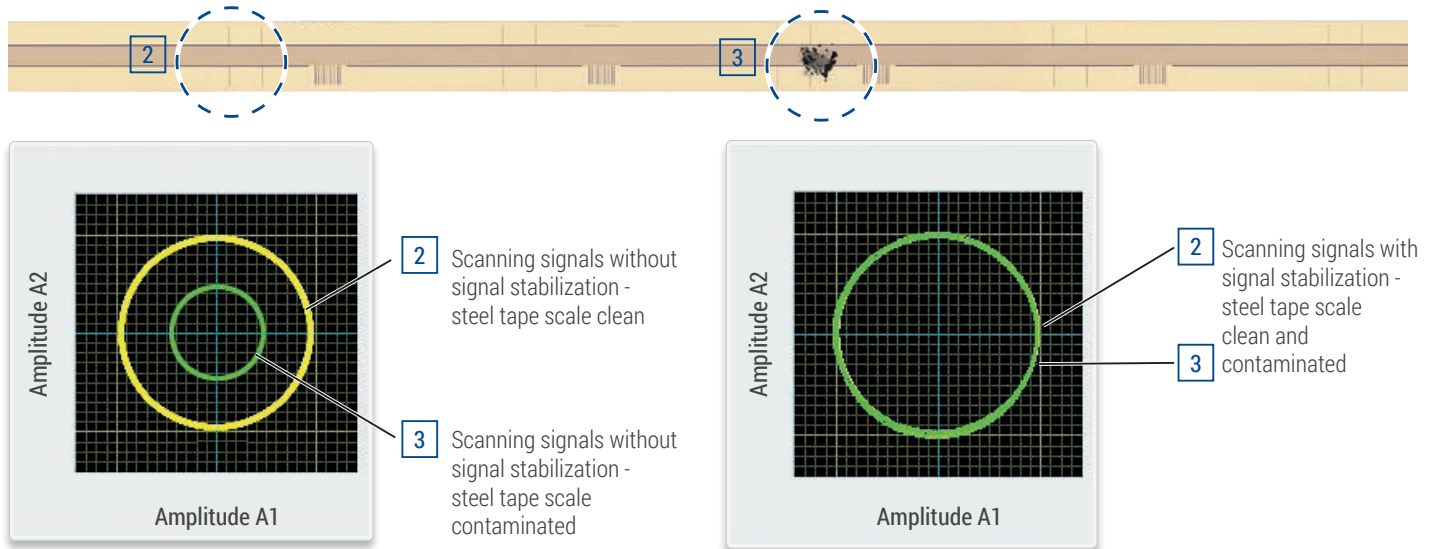 2
3
Amplitude A2
Amplitude A1
2
Scanning signals without
signal stabilization -
steel tape scale clean
3
Scanning signals without
signal stabilization -
steel tape scale
contaminated
Amplitude A2
Amplitude A1
2
Scanning signals with
signal stabilization -
steel tape scale
clean and
3
contaminated